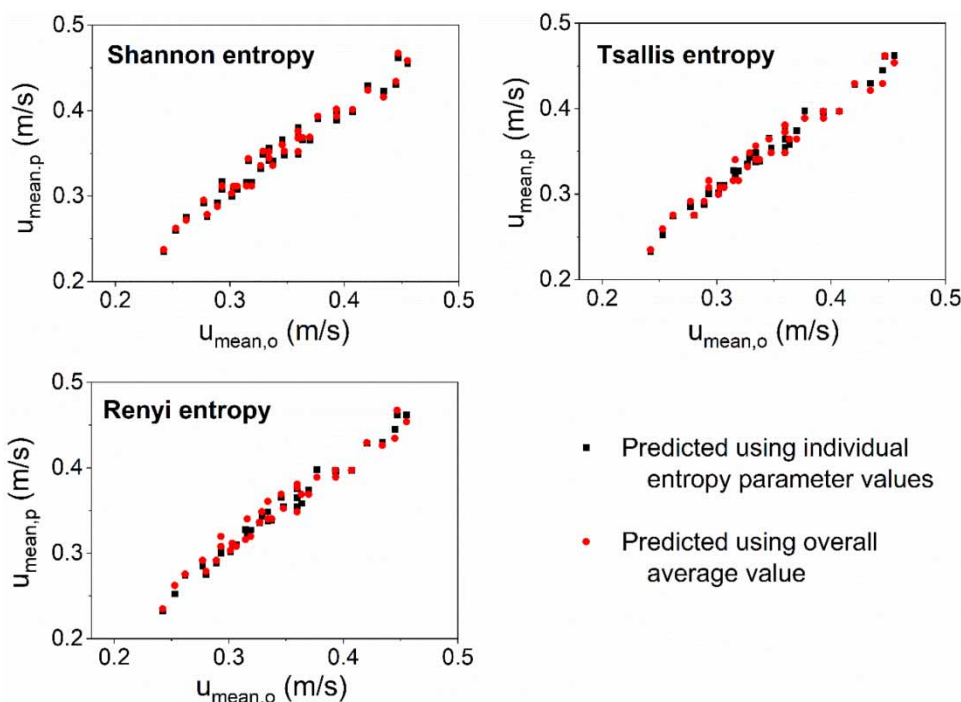 Shannon entropy
0.5
0.4
0.3
0.2
0.2 0.3 0.4 0.5
u_mean,p (m/s)
u_mean,o (m/s)
Tsallis entropy
0.5
0.4
0.3
0.2
0.2 0.3 0.4 0.5
u_mean,p (m/s)
u_mean,o (m/s)
Renyi entropy
0.5
0.4
0.3
0.2
0.2 0.3 0.4 0.5
u_mean,p (m/s)
u_mean,o (m/s)
Predicted using individual
entropy parameter values
Predicted using overall
average value